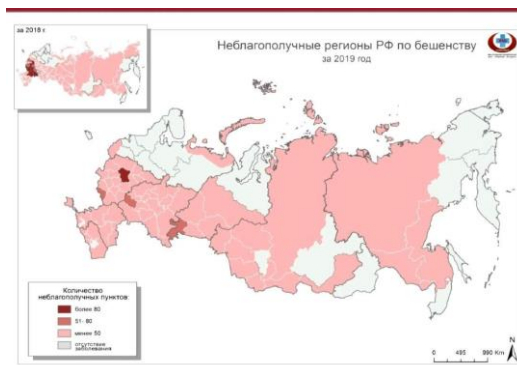 за 2018 г
Неблагополучные регионы РФ по бешенству
за 2019 год
Количество
неблагополучных пунктов:
более 80
51- 80
менее 50
отсутствие
заболевания
N
0 495 990 Km